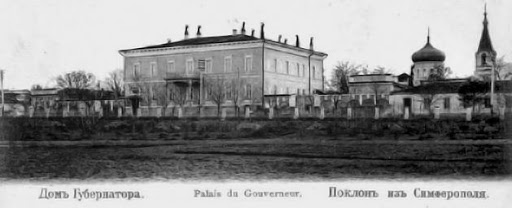 Домъ Губернатора. Palais du Gouverneur. Поклонъ изъ Симферополя.